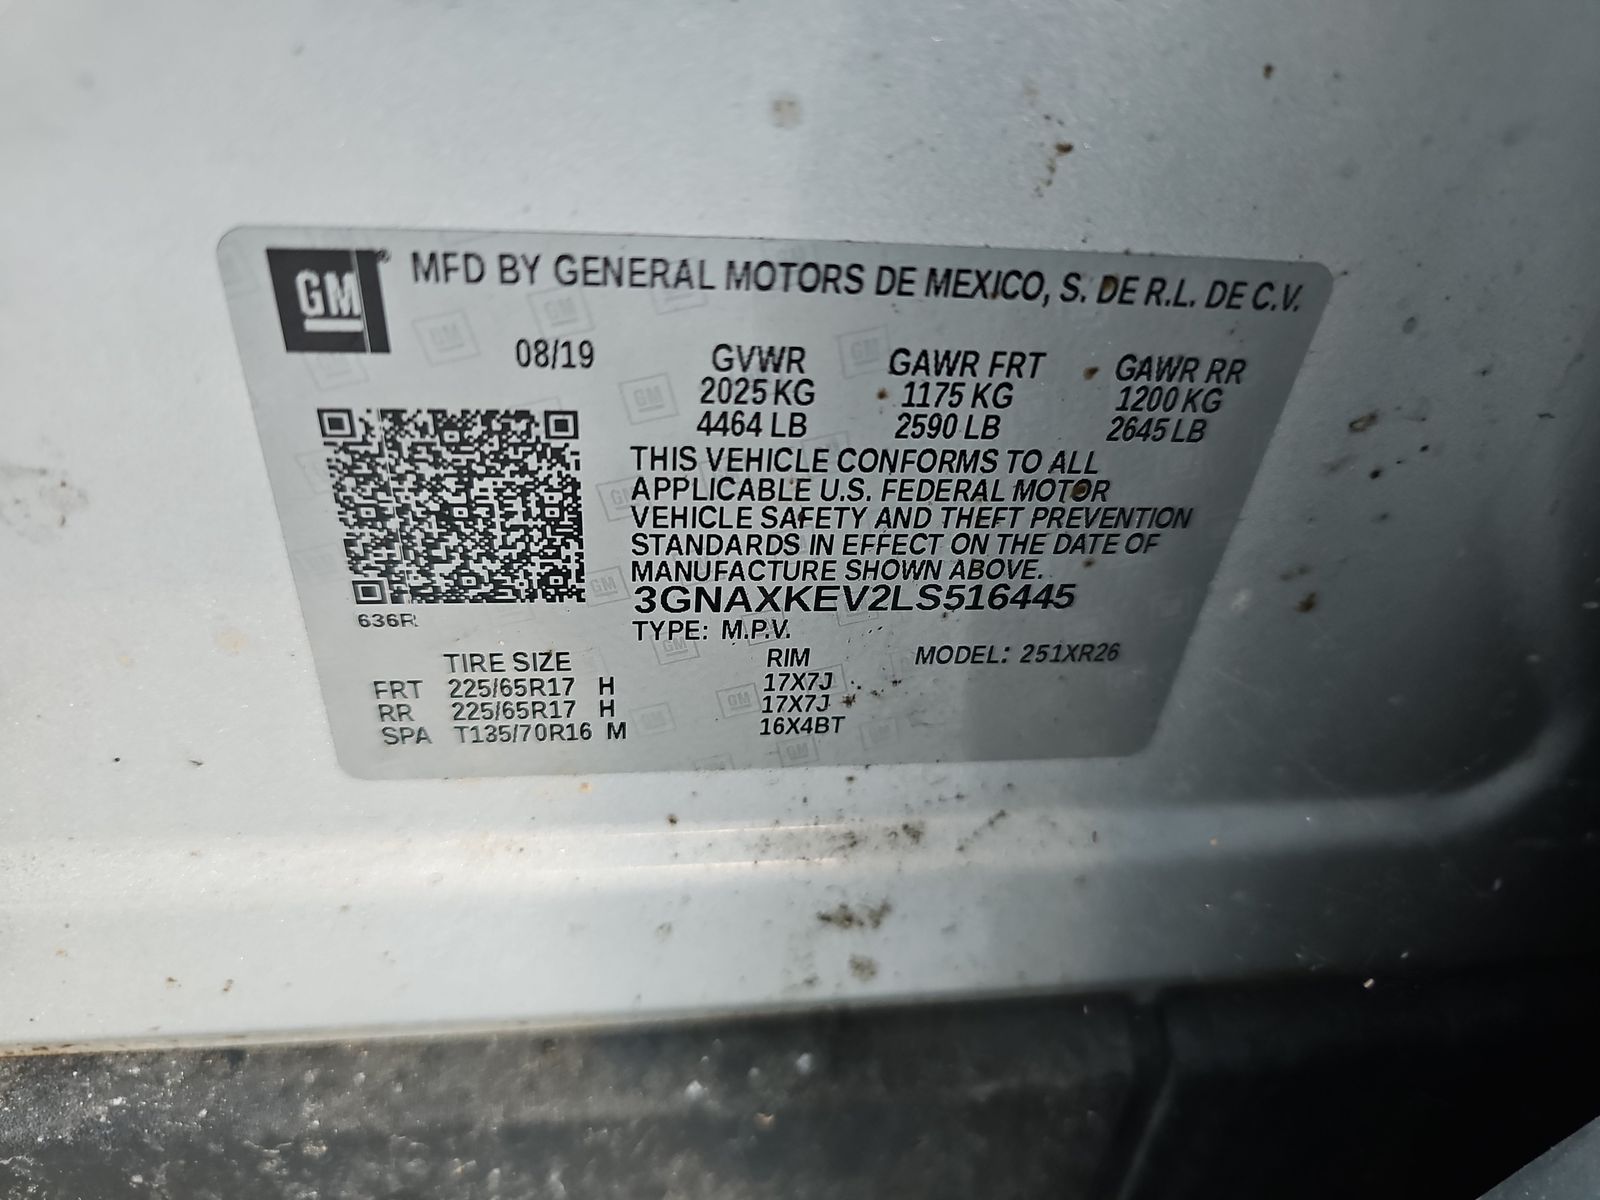 GM® MFD BY GENERAL MOTORS DE MEXICO, S. DE R.L. DE C.V.
08/19 GVWR GAWR FRT GAWR RR
2025 KG 1175 KG 1200 KG
4464 LB 2590 LB 2645 LB
THIS VEHICLE CONFORMS TO ALL
APPLICABLE U.S. FEDERAL MOTOR
VEHICLE SAFETY AND THEFT PREVENTION
STANDARDS IN EFFECT ON THE DATE OF
MANUFACTURE SHOWN ABOVE.
3GNAXKEV2LS516445
636R
TYPE: M.P.V.
TIRE SIZE RIM MODEL: 251XR26
FRT 225/65R17 H 17X7J
RR 225/65R17 H 17X7J
SPA T135/70R16 M 16X4BT